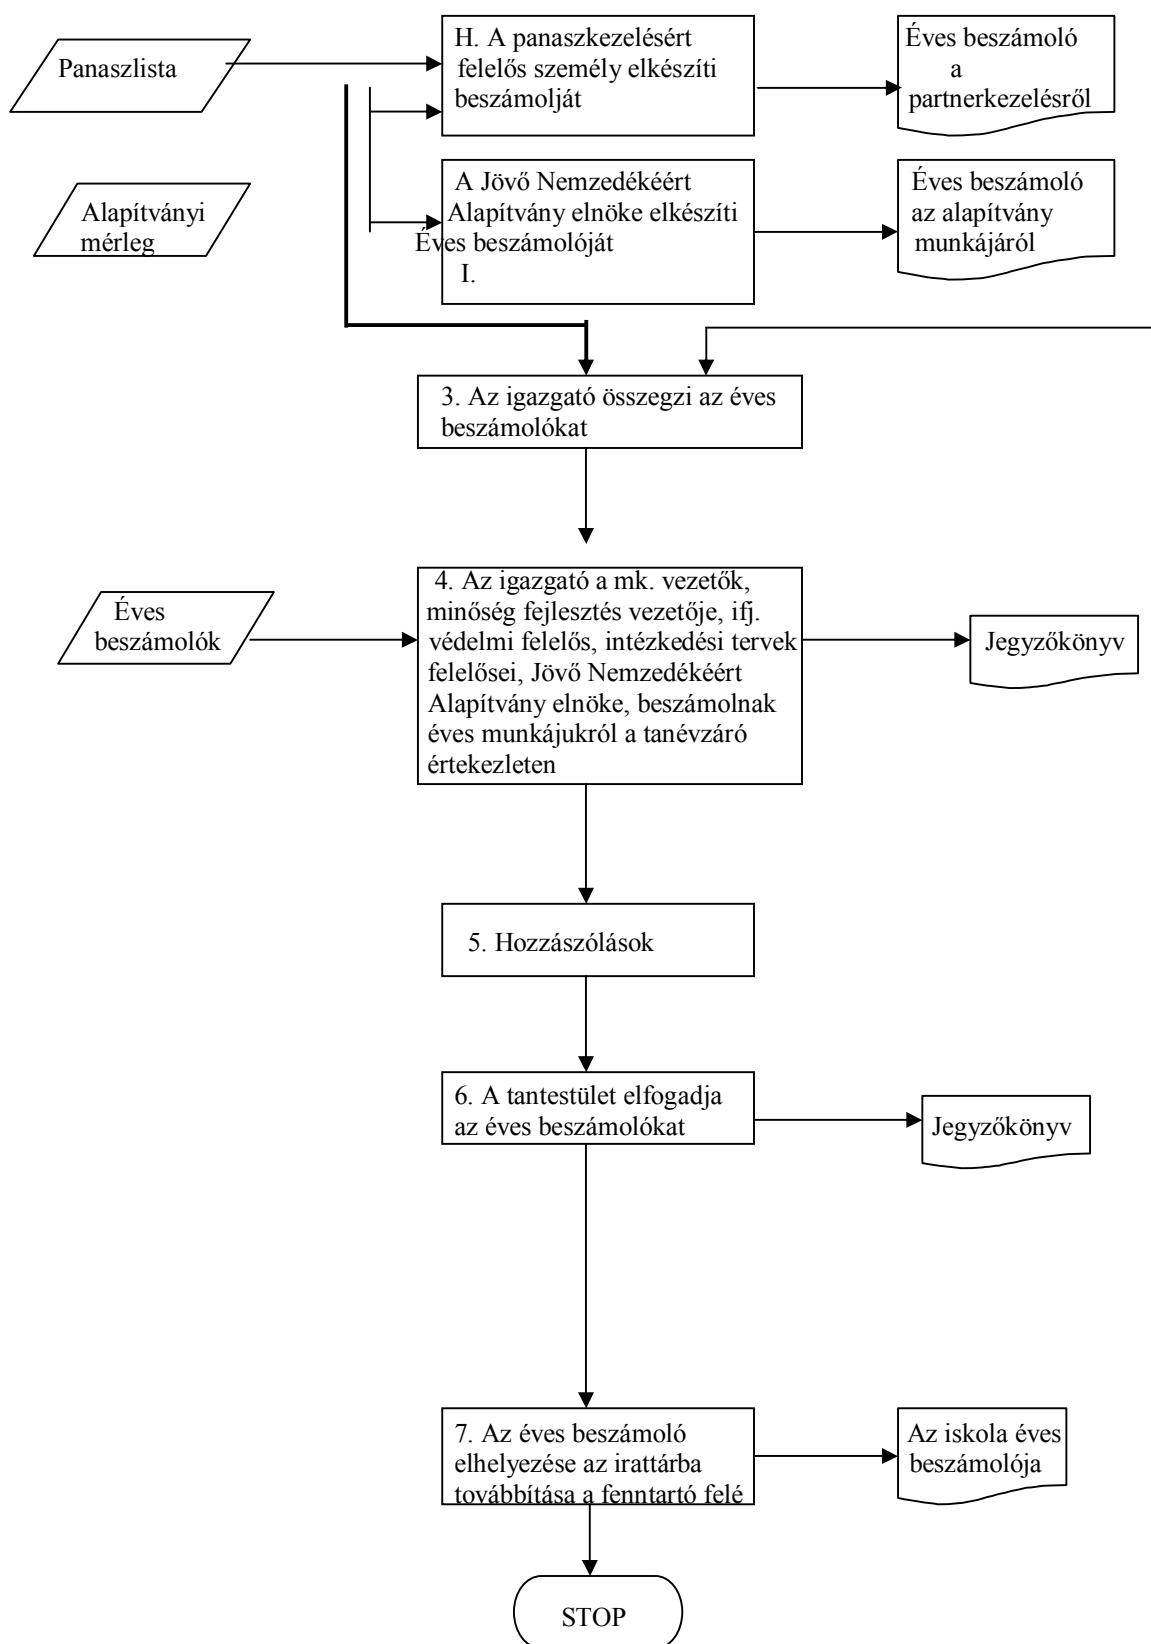 Panaszlista
H. A panaszkezelésért
felelős személy elkészíti
beszámolját
Éves beszámoló
a
partnerkezelésről
Alapítványi
mérleg
A Jövő Nemzedékéért
Alapítvány elnöke elkészíti
Éves beszámolóját
I.
Éves beszámoló
az alapítvány
munkájáról
3. Az igazgató összegzi az éves
beszámolókat
Éves
beszámolók
4. Az igazgató a mk. vezetők,
minőség fejlesztés vezetője, ifj.
védelmi felelős, intézkedési tervek
felelősei, Jövő Nemzedékéért
Alapítvány elnöke, beszámolnak
éves munkájukról a tanévzáró
értekezleten
Jegyzőkönyv
5. Hozzászólások
6. A tantestület elfogadja
az éves beszámolókat
Jegyzőkönyv
7. Az éves beszámoló
elhelyezése az irattárba
továbbítása a fenntartó felé
Az iskola éves
beszámolója
STOP